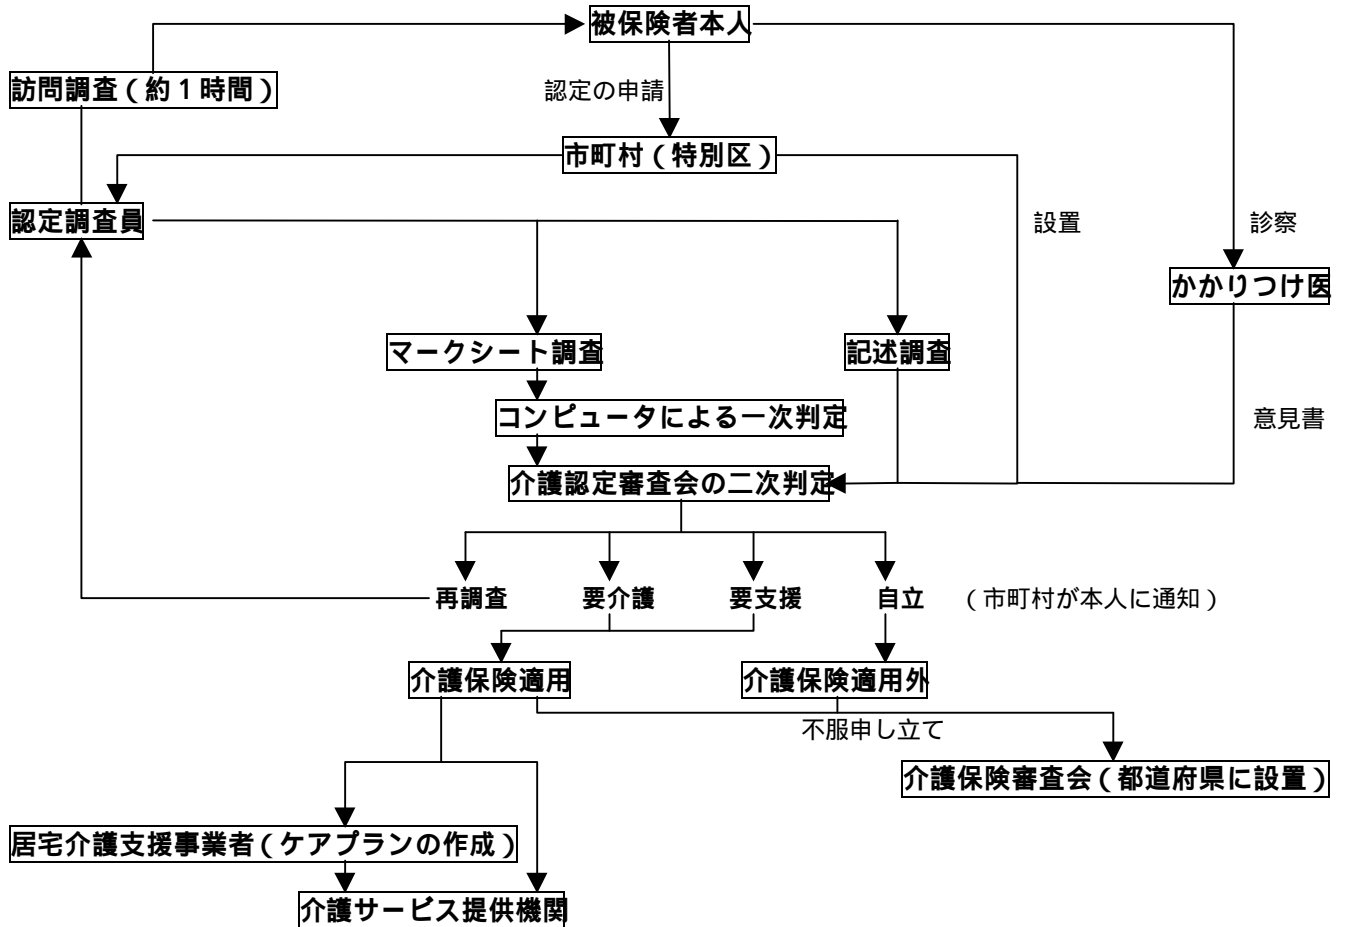 被保険者本人
訪問調査（約１時間）
認定の申請
市町村（特別区）
認定調査員
設置
診察
かかりつけ医
マークシート調査
記述調査
コンピュータによる一次判定
意見書
介護認定審査会の二次判定
再調査
要介護
要支援
自立
（市町村が本人に通知）
介護保険適用
介護保険適用外
不服申し立て
介護保険審査会（都道府県に設置）
居宅介護支援事業者（ケアプランの作成）
介護サービス提供機関